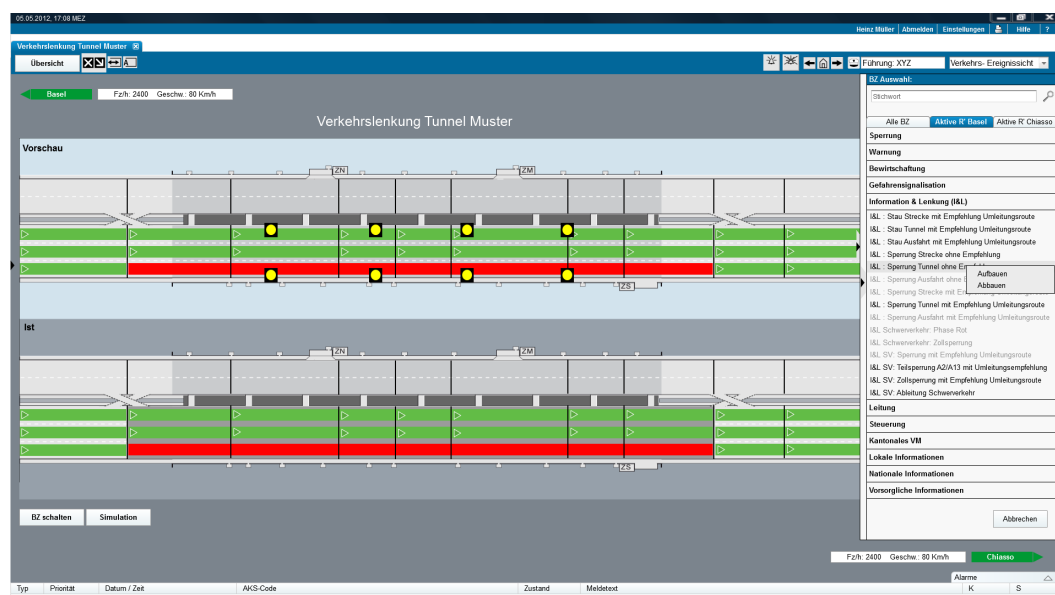 05.05.2012, 17:08 MEZ
Heinz Müller Abmelden Einstellungen Hilfe ?
Verkehrslenkung Tunnel Muster
Übersicht
Führung: XYZ
Verkehrs- Ereignissicht
BZ Auswahl:
Basel Fz/h: 2400 Geschw.: 80 Km/h
Stichwort
Verkehrslenkung Tunnel Muster
Alle BZ Aktive R' Basel Aktive R' Chiasso
Sperrung
Vorschau
Warnung
Bewirtschaftung
ZN ZM
Gefahrensignalisation
Information & Lenkung (I&L)
I&L : Stau Strecke mit Empfehlung Umleitungsroute
I&L : Stau Tunnel mit Empfehlung Umleitungsroute
I&L : Stau Ausfahrt mit Empfehlung Umleitungsroute
I&L : Sperrung Strecke ohne Empfehlung
I&L : Sperrung Tunnel ohne
Aufbauen
I&L : Sperrung Ausfahrt ohne
Abbauen
I&L : Sperrung Strecke mit
ZS
I&L : Sperrung Tunnel mit Empfehlung Umleitungsroute
I&L : Sperrung Ausfahrt mit Empfehlung Umleitungsroute
Ist
I&L Schwerverkehr: Phase Rot
I&L Schwerverkehr: Zollsperrung
ZN ZM
I&L SV: Sperrung mit Empfehlung Umleitungsroute
I&L SV: Teilsperrung A2/A13 mit Umleitungsempfehlung
I&L SV: Zollsperrung mit Empfehlung Umleitungsroute
I&L SV: Ableitung Schwerverkehr
Leitung
Steuerung
Kantonales VM
Lokale Informationen
ZS
Nationale Informationen
Vorsorgliche Informationen
BZ schalten Simulation
Abbrechen
Fz/h: 2400 Geschw.: 80 Km/h Chiasso
Alarme
Typ Priorität Datum / Zeit AKS-Code Zustand Meldetext K S